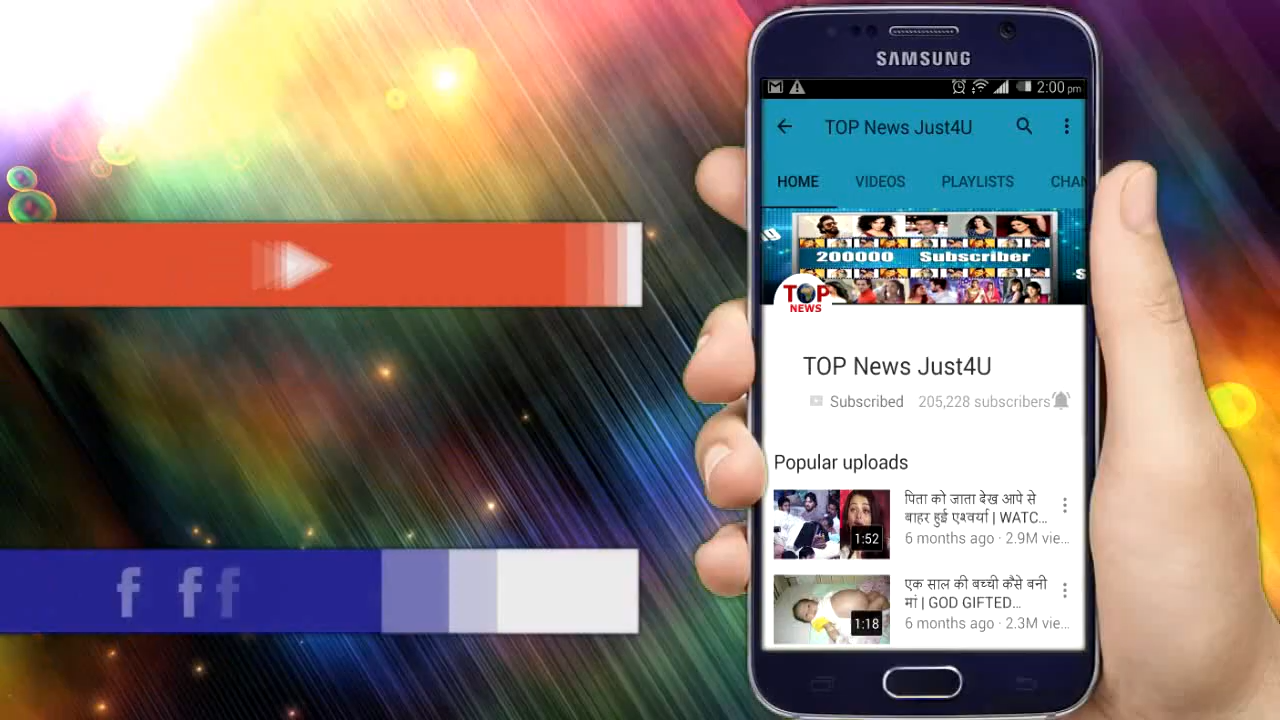 SAMSUNG
2:00 pm
TOP News Just4U
HOME VIDEOS PLAYLISTS CHAN
200000 Subscriber
TOP
NEWS
TOP News Just4U
Subscribed 205,228 subscribers
Popular uploads
पिता को जाता देख आपे से
बाहर हुई एश्वर्या | WATC...
6 months ago · 2.9M vie...
1:52
एक साल की बच्ची कैसे बनी
मां | GOD GIFTED...
6 months ago · 2.3M vie...
1:18
f f f